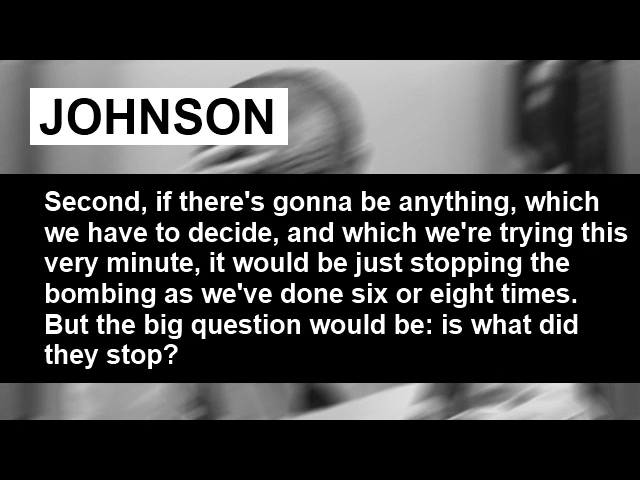 JOHNSON
Second, if there's gonna be anything, which
we have to decide, and which we're trying this
very minute, it would be just stopping the
bombing as we've done six or eight times.
But the big question would be: is what did
they stop?